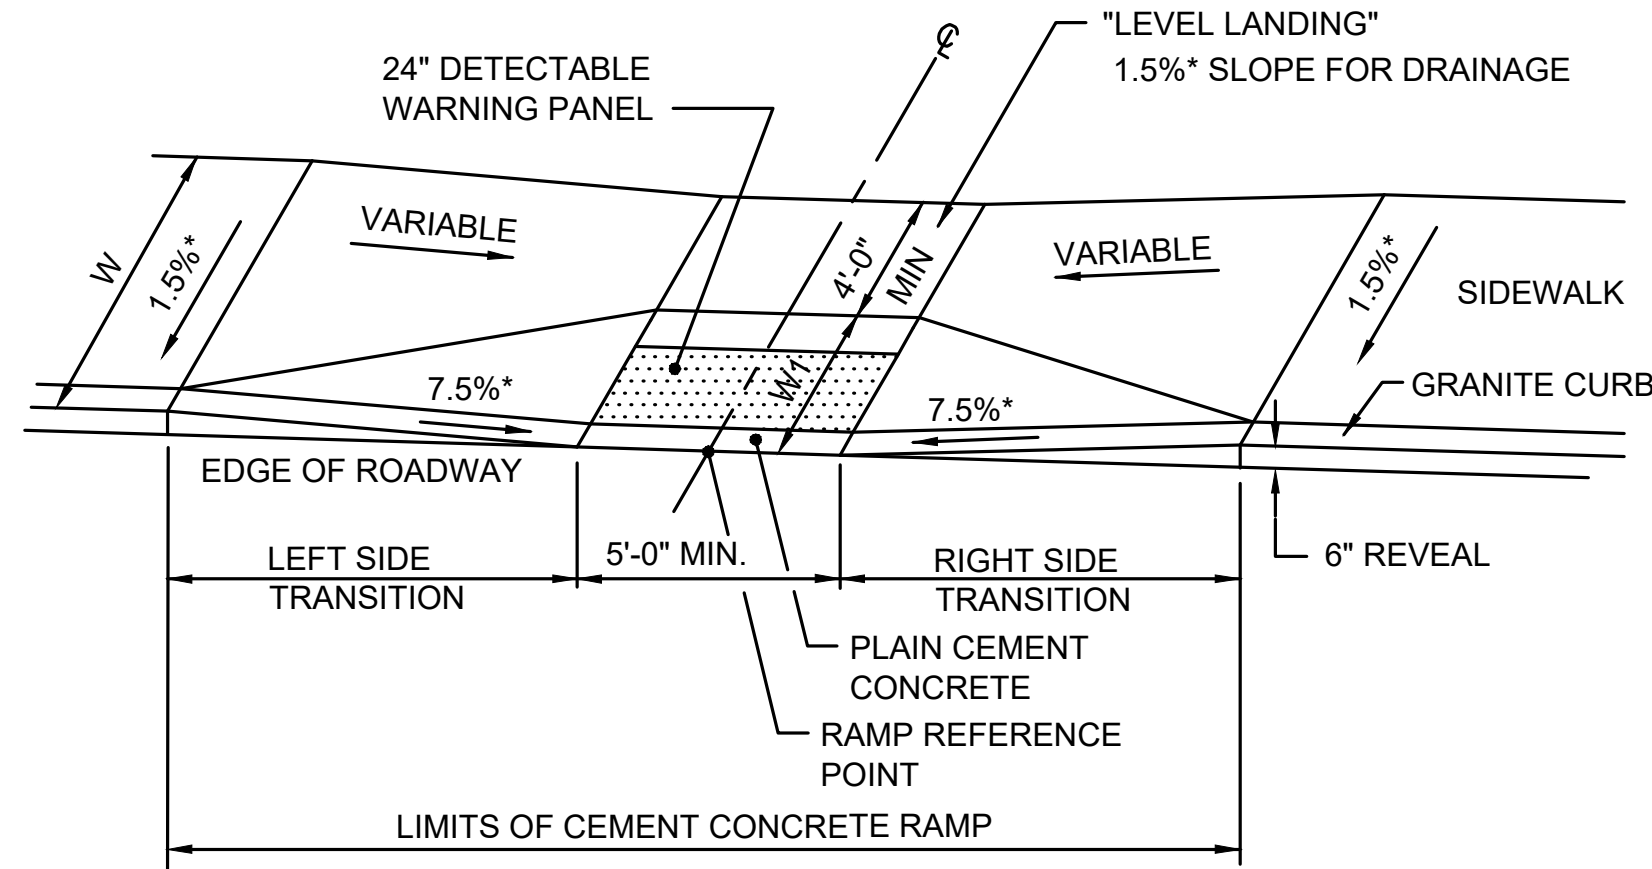 ℄
"LEVEL LANDING"
1.5%* SLOPE FOR DRAINAGE
24" DETECTABLE
WARNING PANEL
VARIABLE
VARIABLE
W
1.5%*
4'-0"
MIN
1.5%*
SIDEWALK
W1
7.5%*
7.5%*
GRANITE CURB
EDGE OF ROADWAY
6" REVEAL
LEFT SIDE
TRANSITION
5'-0" MIN.
RIGHT SIDE
TRANSITION
PLAIN CEMENT
CONCRETE
RAMP REFERENCE
POINT
LIMITS OF CEMENT CONCRETE RAMP